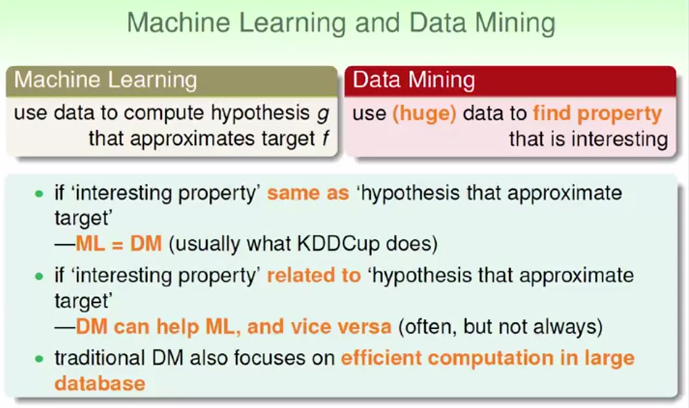 Machine Learning and Data Mining
Machine Learning
use data to compute hypothesis g
that approximates target f
Data Mining
use (huge) data to find property
that is interesting
• if ‘interesting property’ same as ‘hypothesis that approximate
target’
—ML = DM (usually what KDDCup does)
• if ‘interesting property’ related to ‘hypothesis that approximate
target’
—DM can help ML, and vice versa (often, but not always)
• traditional DM also focuses on efficient computation in large
database